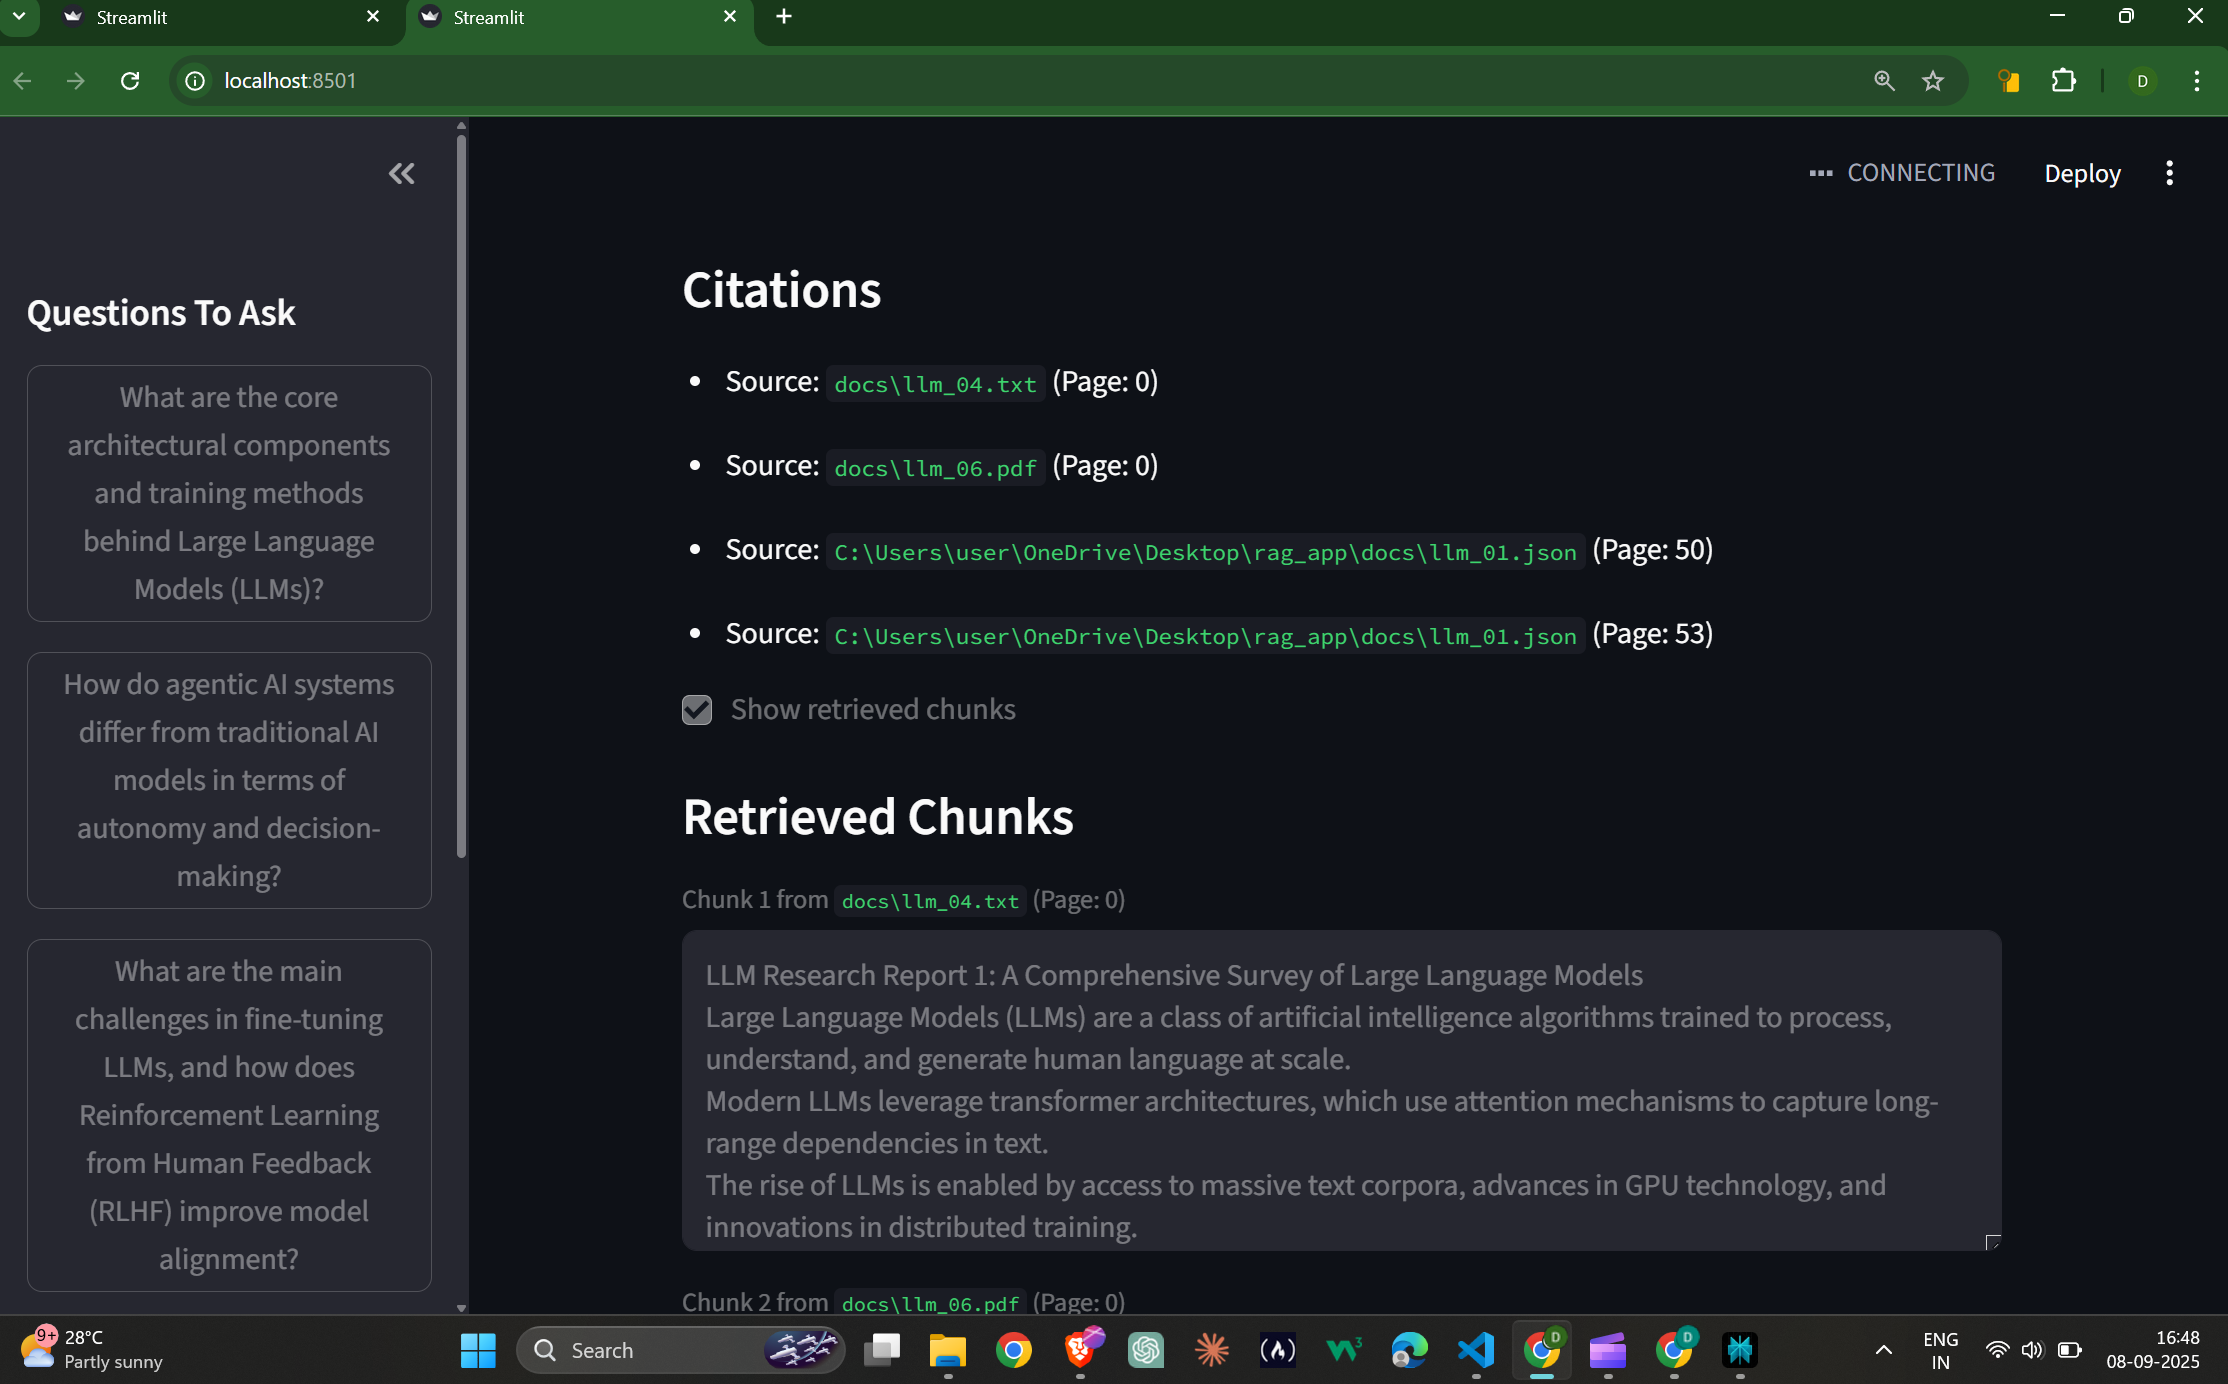 Streamlit
Streamlit
localhost:8501
D
CONNECTING
Deploy
Questions To Ask
What are the core
architectural components
and training methods
behind Large Language
Models (LLMs)?
How do agentic AI systems
differ from traditional AI
models in terms of
autonomy and decision-
making?
What are the main
challenges in fine-tuning
LLMs, and how does
Reinforcement Learning
from Human Feedback
(RLHF) improve model
alignment?
Citations
Source: docs\llm_04.txt (Page: 0)
Source: docs\llm_06.pdf (Page: 0)
Source: C:\Users\user\OneDrive\Desktop\rag_app\docs\llm_01.json (Page: 50)
Source: C:\Users\user\OneDrive\Desktop\rag_app\docs\llm_01.json (Page: 53)
Show retrieved chunks
Retrieved Chunks
Chunk 1 from docs\llm_04.txt (Page: 0)
LLM Research Report 1: A Comprehensive Survey of Large Language Models
Large Language Models (LLMs) are a class of artificial intelligence algorithms trained to process,
understand, and generate human language at scale.
Modern LLMs leverage transformer architectures, which use attention mechanisms to capture long-
range dependencies in text.
The rise of LLMs is enabled by access to massive text corpora, advances in GPU technology, and
innovations in distributed training.
Chunk 2 from docs\llm_06.pdf (Page: 0)
9+
28°C
Partly sunny
Search
W3
D
D
ENG
IN
16:48
08-09-2025